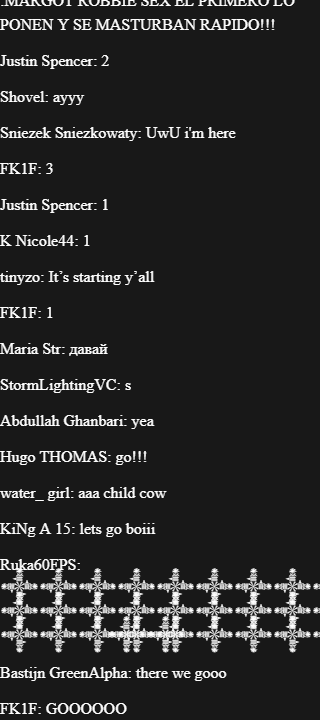 :MARGOT ROBBIE SEX EL PRIMERO LO
PONEN Y SE MASTURBAN RAPIDO!!!
Justin Spencer: 2
Shovel: ayyy
Sniezek Sniezkowaty: UwU i'm here
FK1F: 3
Justin Spencer: 1
K Nicole44: 1
tinyzo: It’s starting y’all
FK1F: 1
Maria Str: давай
StormLightingVC: s
Abdullah Ghanbari: yea
Hugo THOMAS: go!!!
water_ girl: aaa child cow
KiNg A 15: lets go boiii
Ruka60FPS:
Bastijn GreenAlpha: there we gooo
FK1F: GOOOOOO